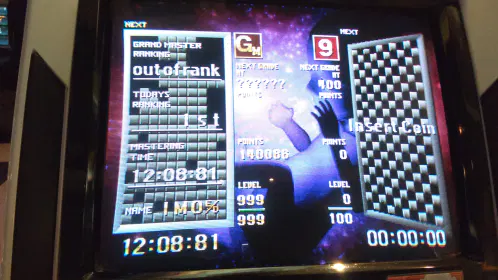 NEXT
NEXT
GRAND MASTER
RANKING
outofrank
GM
9
NEXT GRADE
AT
??????
POINTS
NEXT GRADE
AT
400
POINTS
TODAYS
RANKING
1st
Insert Coin
MASTERING
TIME
12:08:81
POINTS
140086
POINTS
0
NAME IMO%
LEVEL
999
999
LEVEL
0
100
12:08:81
00:00:00